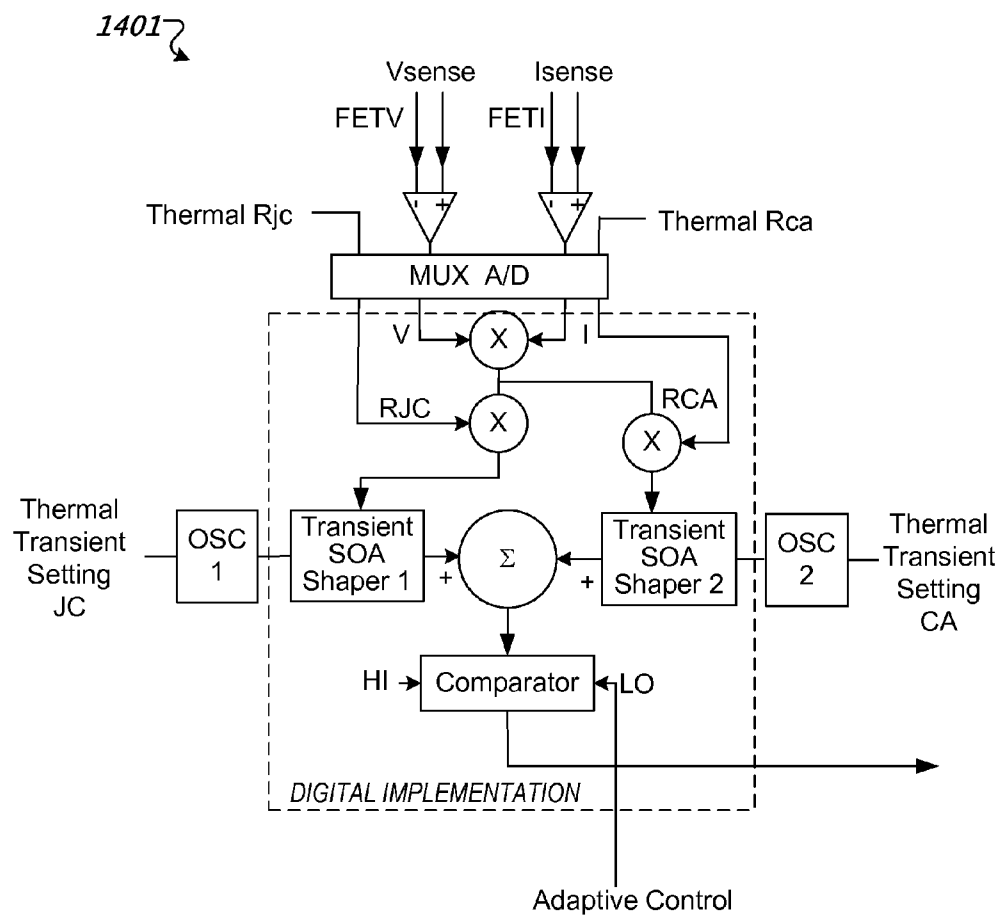 1401
Vsense
Isense
FETV
FETI
- +
- +
Thermal Rjc
Thermal Rca
MUX A/D
V
X
I
RJC
X
RCA
X
Thermal
Transient
Setting
JC
OSC
1
Transient
SOA
Shaper 1
+
Σ
+
Transient
SOA
Shaper 2
OSC
2
Thermal
Transient
Setting
CA
HI
Comparator
LO
DIGITAL IMPLEMENTATION
Adaptive Control